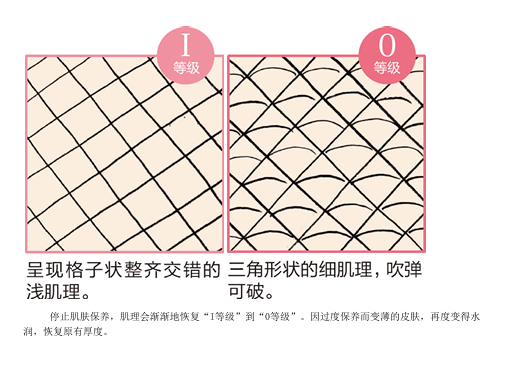 I
等级
0
等级
呈现格子状整齐交错的
浅肌理。
三角形状的细肌理，吹弹
可破。
停止肌肤保养，肌理会渐渐地恢复“I等级”到“0等级”。因过度保养而变薄的皮肤，再度变得水
润，恢复原有厚度。